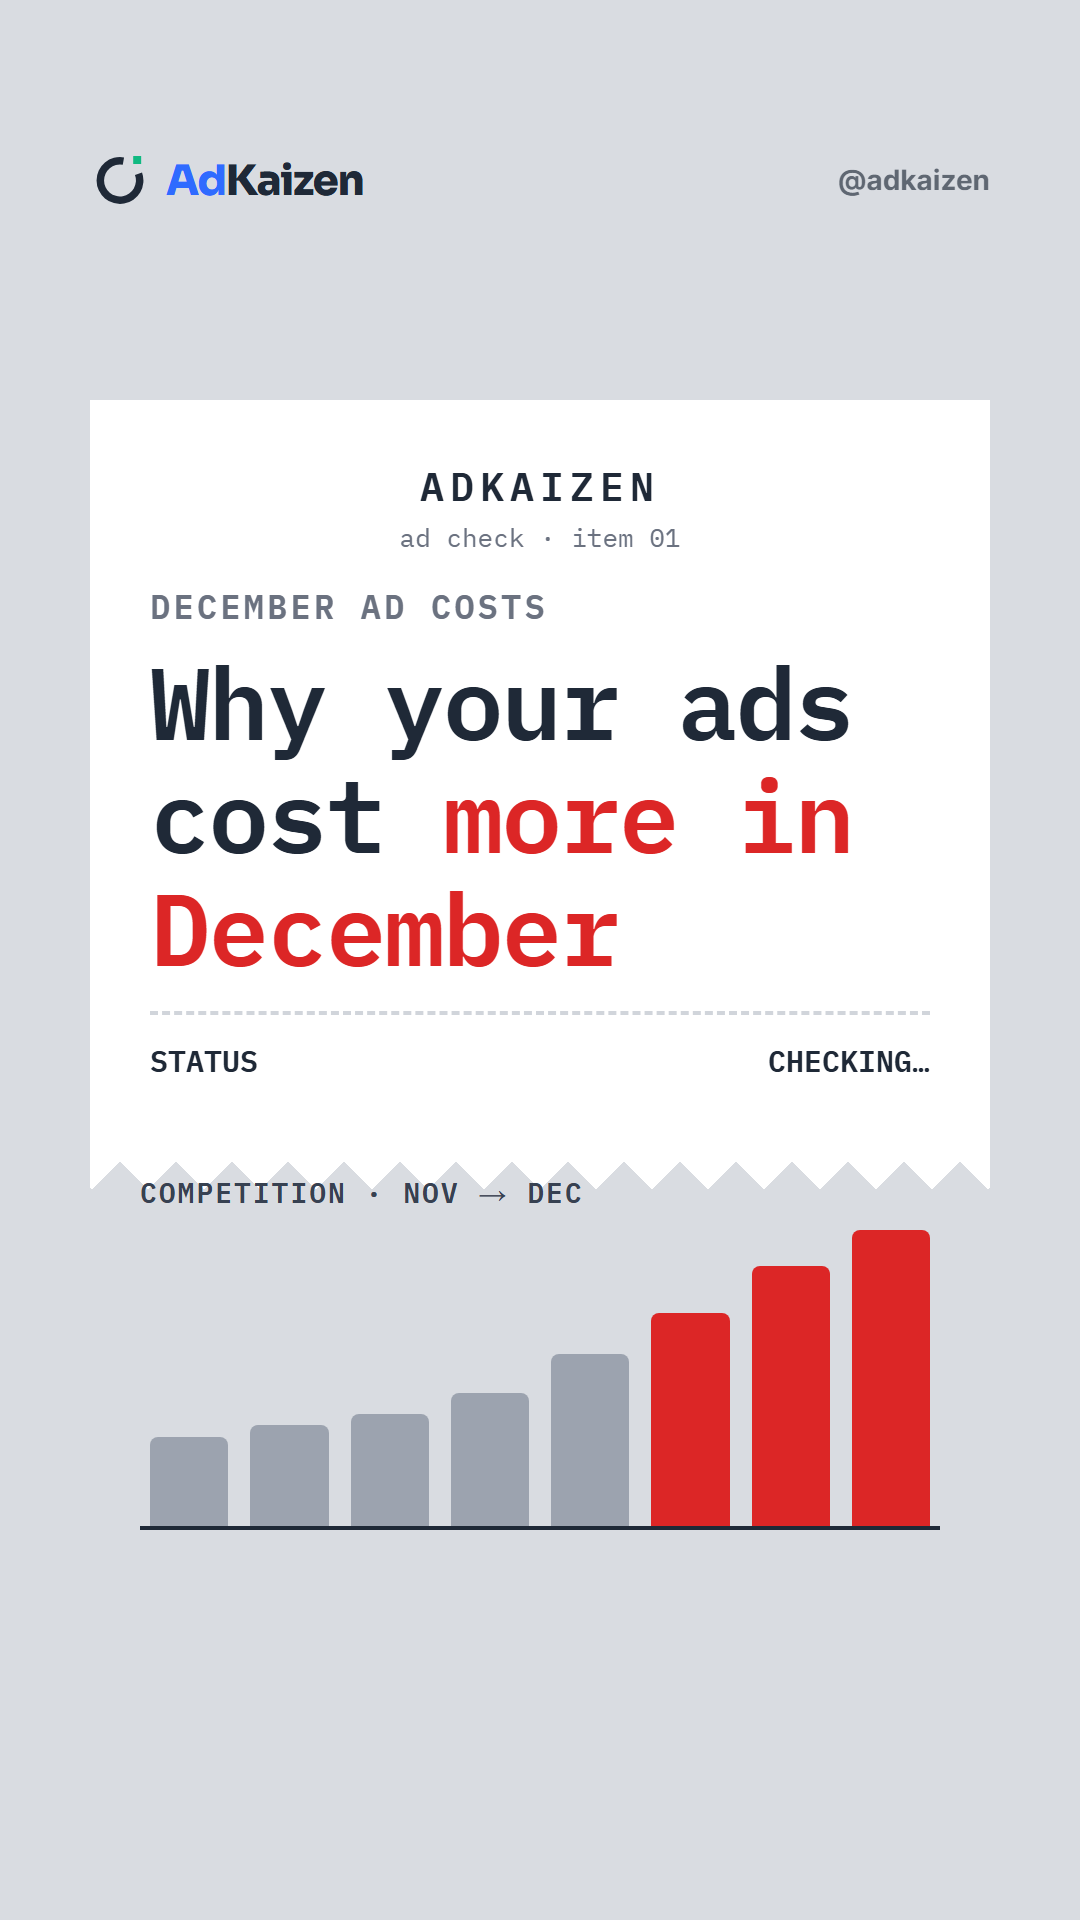 AdKaizen
@adkaizen
ADKAIZEN
ad check · item 01
DECEMBER AD COSTS
Why your ads
cost more in
December
STATUS
CHECKING…
COMPETITION · NOV → DEC